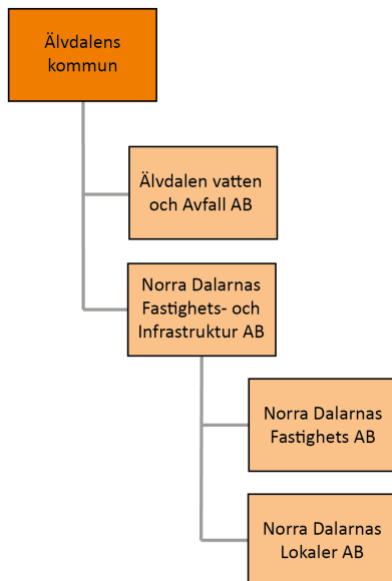 Älvdalens
kommun
Älvdalen vatten
och Avfall AB
Norra Dalarnas
Fastighets- och
Infrastruktur AB
Norra Dalarnas
Fastighets AB
Norra Dalarnas
Lokaler AB